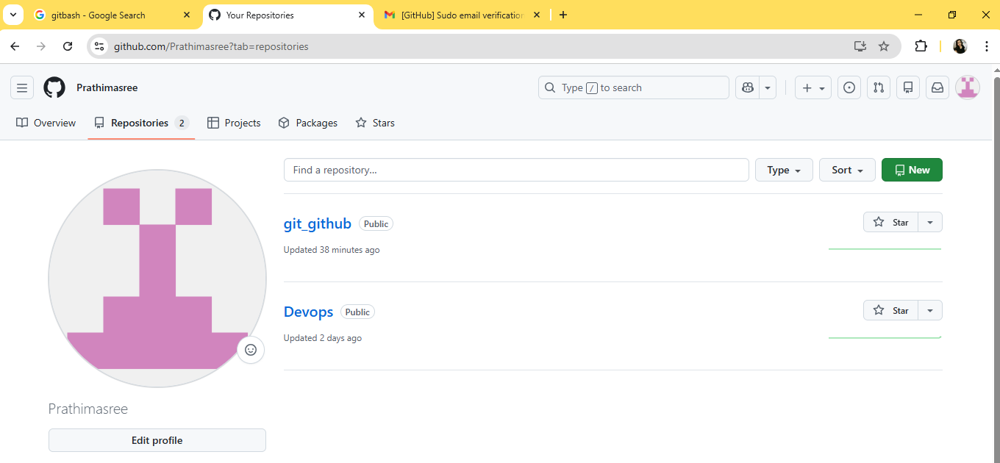 gitbash - Google Search
Your Repositories
[GitHub] Sudo email verification
github.com/Prathimasree?tab=repositories
Prathimasree
Type / to search
Overview
Repositories 2
Projects
Packages
Stars
Find a repository...
Type
Sort
New
git_github Public
Star
Updated 38 minutes ago
Devops Public
Star
Updated 2 days ago
Prathimasree
Edit profile